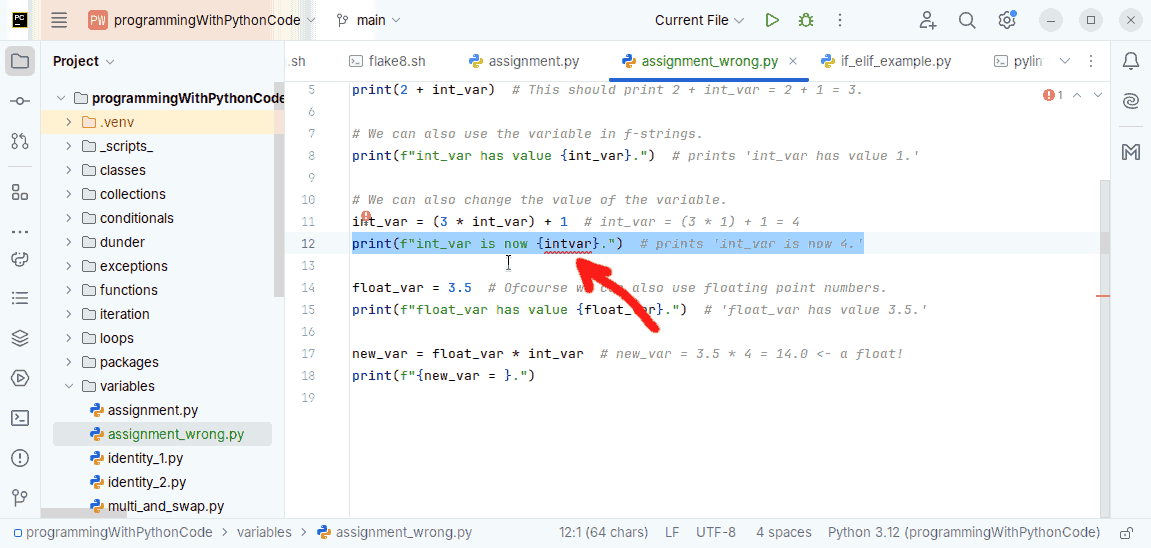 PC
PW programmingWithPythonCode main Current File
Project
.sh flake8.sh assignment.py assignment_wrong.py if_elif_example.py pylin
programmingWithPythonCode
.venv
_scripts_
classes
collections
conditionals
dunder
exceptions
functions
iteration
loops
packages
variables
assignment.py
assignment_wrong.py
identity_1.py
identity_2.py
multi_and_swap.py
1
5 print(2 + int_var)  # This should print 2 + int_var = 2 + 1 = 3.
6
7 # We can also use the variable in f-strings.
8 print(f"int_var has value {int_var}.")  # prints 'int_var has value 1.'
9
10 # We can also change the value of the variable.
11 int_var = (3 * int_var) + 1  # int_var = (3 * 1) + 1 = 4
12 print(f"int_var is now {intvar}.")  # prints 'int_var is now 4.'
13
14 float_var = 3.5  # Ofcourse we can also use floating point numbers.
15 print(f"float_var has value {float_var}.")  # 'float_var has value 3.5.'
16
17 new_var = float_var * int_var  # new_var = 3.5 * 4 = 14.0 <- a float!
18 print(f"{new_var = }.")
19
programmingWithPythonCode > variables > assignment_wrong.py 12:1 (64 chars) LF UTF-8 4 spaces Python 3.12 (programmingWithPythonCode)